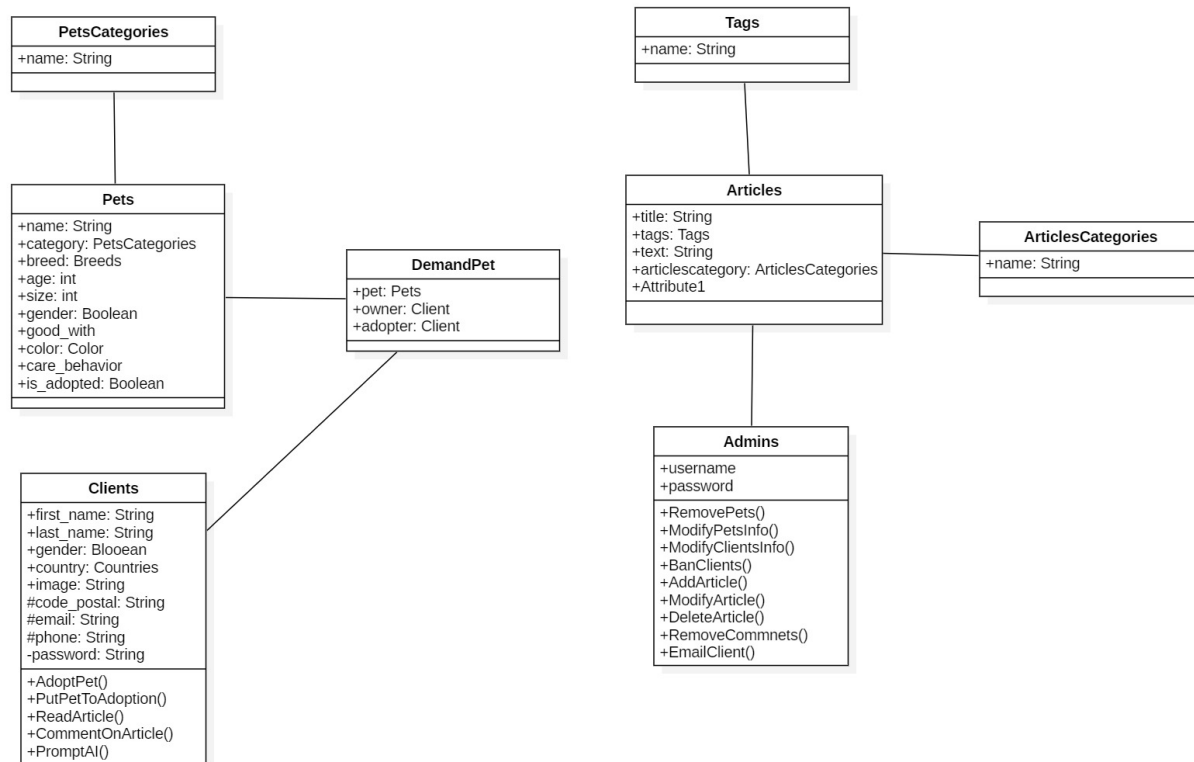 PetsCategories
+name: String
Tags
+name: String
Pets
+name: String
+category: PetsCategories
+breed: Breeds
+age: int
+size: int
+gender: Boolean
+good_with
+color: Color
+care_behavior
+is_adopted: Boolean
DemandPet
+pet: Pets
+owner: Client
+adopter: Client
Articles
+title: String
+tags: Tags
+text: String
+articlescategory: ArticlesCategories
+Attribute1
ArticlesCategories
+name: String
Clients
+first_name: String
+last_name: String
+gender: Blooean
+country: Countries
+image: String
#code_postal: String
#email: String
#phone: String
-password: String
+AdoptPet()
+PutPetToAdoption()
+ReadArticle()
+CommentOnArticle()
+PromptAI()
Admins
+username
+password
+RemovePets()
+ModifyPetsInfo()
+ModifyClientsInfo()
+BanClients()
+AddArticle()
+ModifyArticle()
+DeleteArticle()
+RemoveCommnets()
+EmailClient()